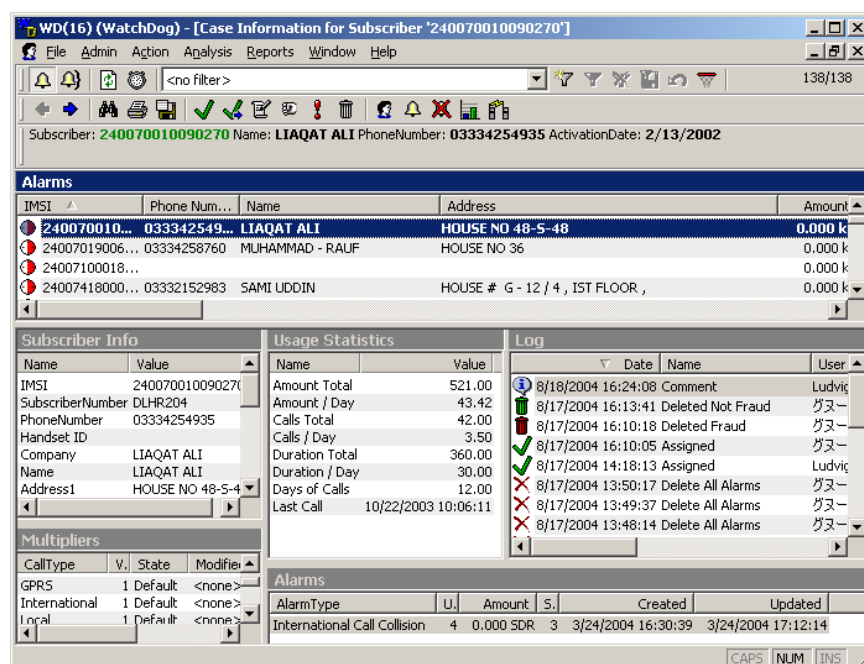 WD(16) (WatchDog) - [Case Information for Subscriber '240070010090270']
File Admin Action Analysis Reports Window Help
<no filter> 138/138
Subscriber: 240070010090270 Name: LIAQAT ALI PhoneNumber: 03334254935 ActivationDate: 2/13/2002
Alarms
IMSI Phone Num... Name Address Amount
240070010... 033342549... LIAQAT ALI HOUSE NO 48-S-48 0.000 k
24007019006... 03334258760 MUHAMMAD - RAUF HOUSE NO 36 0.000 k
24007100018... 0.000 k
24007418000... 03332152983 SAMI UDDIN HOUSE # G - 12 / 4 , IST FLOOR , 0.000 k
Subscriber Info
Name Value
IMSI 240070010090270
SubscriberNumber DLHR204
PhoneNumber 03334254935
Handset ID
Company LIAQAT ALI
Name LIAQAT ALI
Address1 HOUSE NO 48-S-4
Multipliers
CallType V. State Modifie
GPRS 1 Default <none>
International 1 Default <none>
Local 1 Default <none>
Usage Statistics
Name Value
Amount Total 521.00
Amount / Day 43.42
Calls Total 42.00
Calls / Day 3.50
Duration Total 360.00
Duration / Day 30.00
Days of Calls 12.00
Last Call 10/22/2003 10:06:11
Log
Date Name User
8/18/2004 16:24:08 Comment Ludvig
8/17/2004 16:13:41 Deleted Not Fraud グヌー
8/17/2004 16:10:18 Deleted Fraud グヌー
8/17/2004 16:10:05 Assigned グヌー
8/17/2004 14:18:13 Assigned Ludvig
8/17/2004 13:50:17 Delete All Alarms グヌー
8/17/2004 13:49:37 Delete All Alarms グヌー
8/17/2004 13:48:14 Delete All Alarms グヌー
Alarms
AlarmType U. Amount S. Created Updated
International Call Collision 4 0.000 SDR 3 3/24/2004 16:30:39 3/24/2004 17:12:14
CAPS NUM INS